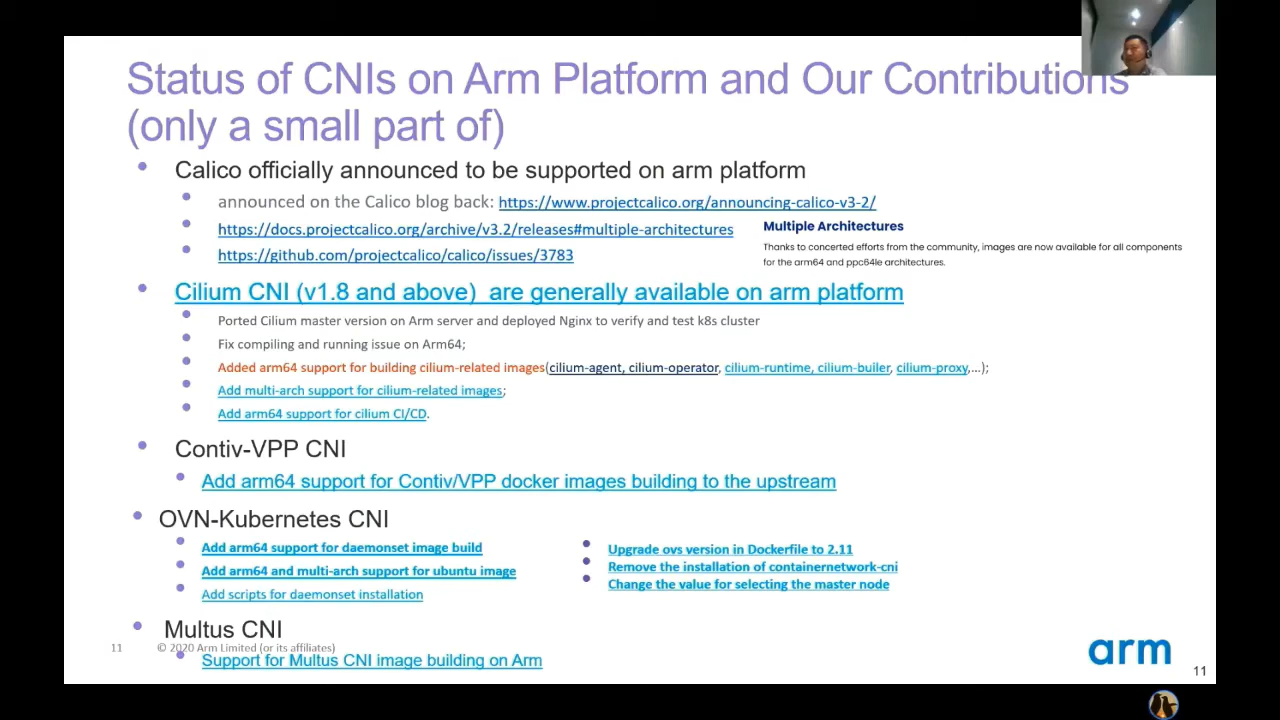 Status of CNIs on Arm Platform and Our Contributions
(only a small part of)
Calico officially announced to be supported on arm platform
announced on the Calico blog back: https://www.projectcalico.org/announcing-calico-v3-2/
https://docs.projectcalico.org/archive/v3.2/releases#multiple-architectures
https://github.com/projectcalico/calico/issues/3783
Multiple Architectures
Thanks to concerted efforts from the community, images are now available for all components
for the arm64 and ppc64le architectures.
Cilium CNI (v1.8 and above) are generally available on arm platform
Ported Cilium master version on Arm server and deployed Nginx to verify and test k8s cluster
Fix compiling and running issue on Arm64;
Added arm64 support for building cilium-related images(cilium-agent, cilium-operator, cilium-runtime, cilium-builer, cilium-proxy,...);
Add multi-arch support for cilium-related images;
Add arm64 support for cilium CI/CD.
Contiv-VPP CNI
Add arm64 support for Contiv/VPP docker images building to the upstream
OVN-Kubernetes CNI
Add arm64 support for daemonset image build
Add arm64 and multi-arch support for ubuntu image
Add scripts for daemonset installation
Upgrade ovs version in Dockerfile to 2.11
Remove the installation of containernetwork-cni
Change the value for selecting the master node
Multus CNI
Support for Multus CNI image building on Arm
11 © 2020 Arm Limited (or its affiliates)
arm
11